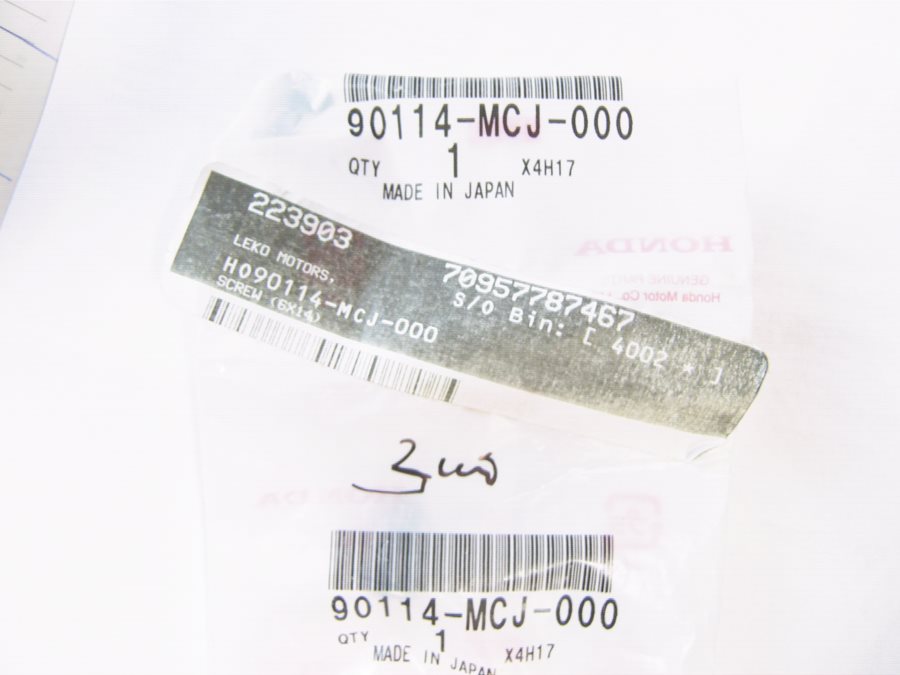 90114-MCJ-000
QTY 1 X4H17
MADE IN JAPAN
HONDA
GENUINE PARTS
Honda Motor Co.
223903
LEKO MOTORS,
H090114-MCJ-000
SCREW (6X14)
70957787467
S/O Bin: [ 4002 * ]
HONDA
90114-MCJ-000
QTY 1 X4H17
MADE IN JAPAN